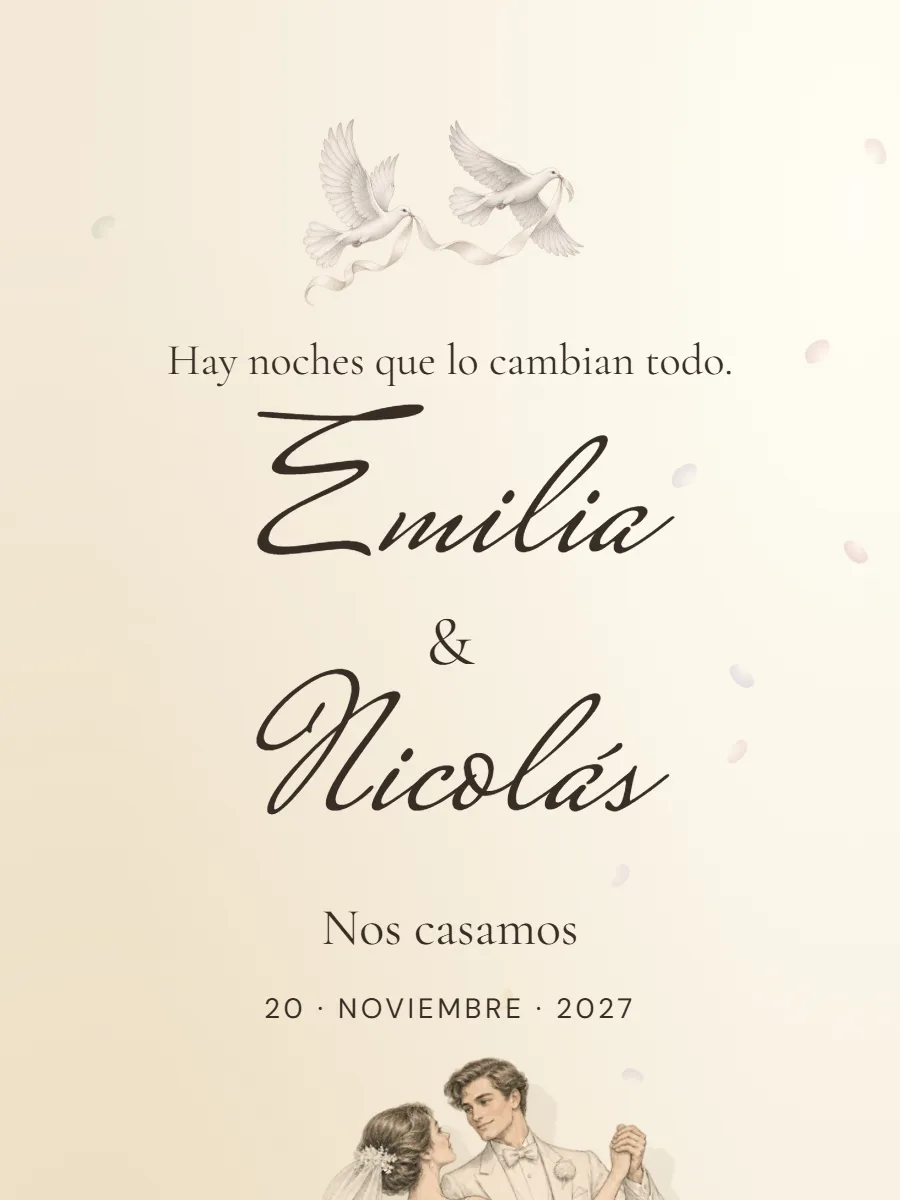 Hay noches que lo cambian todo.
Emilia
&
Nicolás
Nos casamos
20 · NOVIEMBRE · 2027